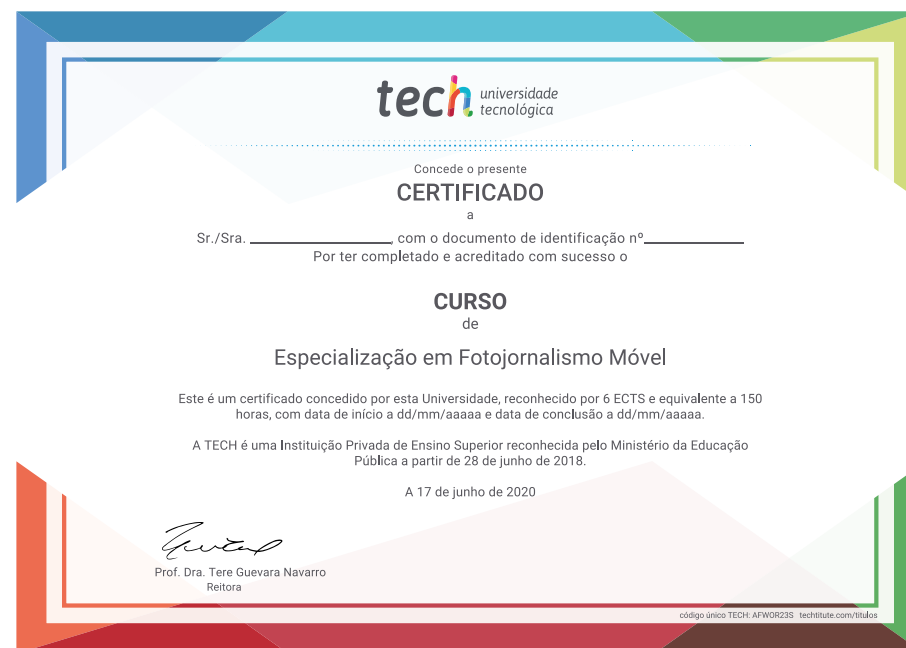 tech universidade
tecnológica
Concede o presente
CERTIFICADO
a
Sr./Sra. ____________________, com o documento de identificação nº______________
Por ter completado e acreditado com sucesso o
CURSO
de
Especialização em Fotojornalismo Móvel
Este é um certificado concedido por esta Universidade, reconhecido por 6 ECTS e equivalente a 150
horas, com data de início a dd/mm/aaaaa e data de conclusão a dd/mm/aaaaa.
A TECH é uma Instituição Privada de Ensino Superior reconhecida pelo Ministério da Educação
Pública a partir de 28 de junho de 2018.
A 17 de junho de 2020
Prof. Dra. Tere Guevara Navarro
Reitora
código único TECH: AFWOR23S techtitute.com/titulos